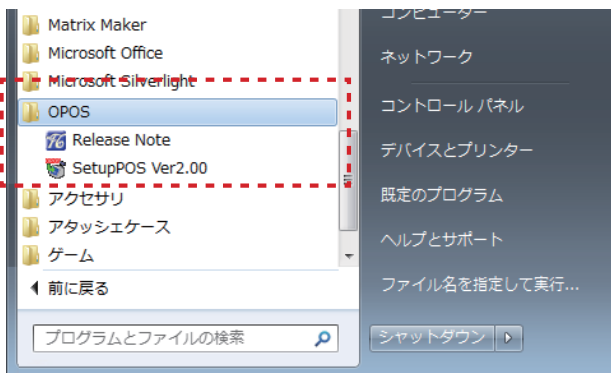 Matrix Maker
Microsoft Office
Microsoft Silverlight
OPOS
Release Note
SetupPOS Ver2.00
アクセサリ
アタッシェケース
ゲーム
前に戻る
プログラムとファイルの検索
コンピューター
ネットワーク
コントロール パネル
デバイスとプリンター
既定のプログラム
ヘルプとサポート
ファイル名を指定して実行...
シャットダウン